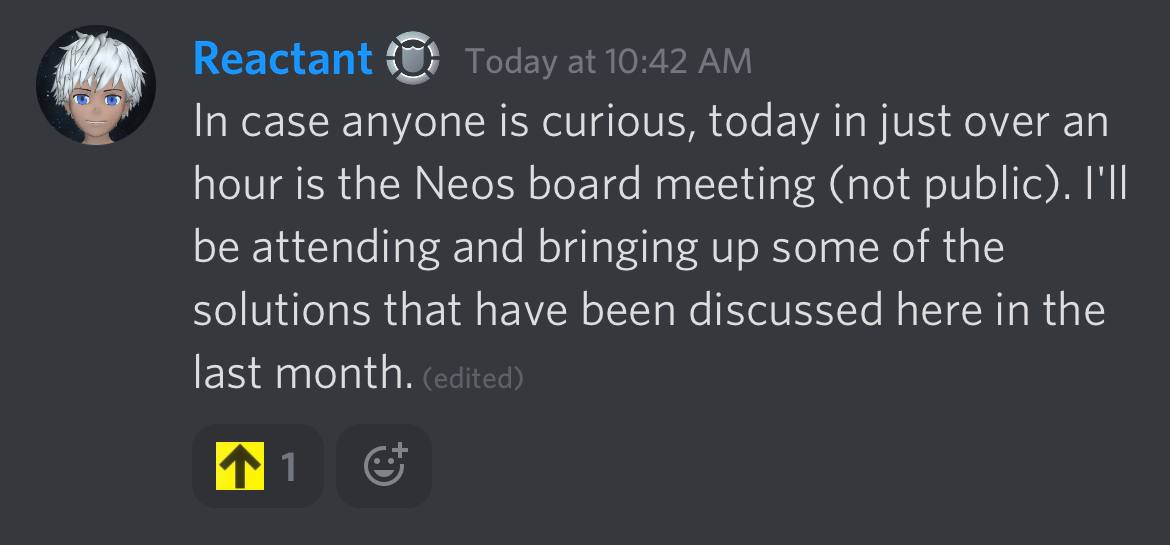 Reactant Today at 10:42 AM
In case anyone is curious, today in just over an
hour is the Neos board meeting (not public). I'll
be attending and bringing up some of the
solutions that have been discussed here in the
last month. (edited)
1